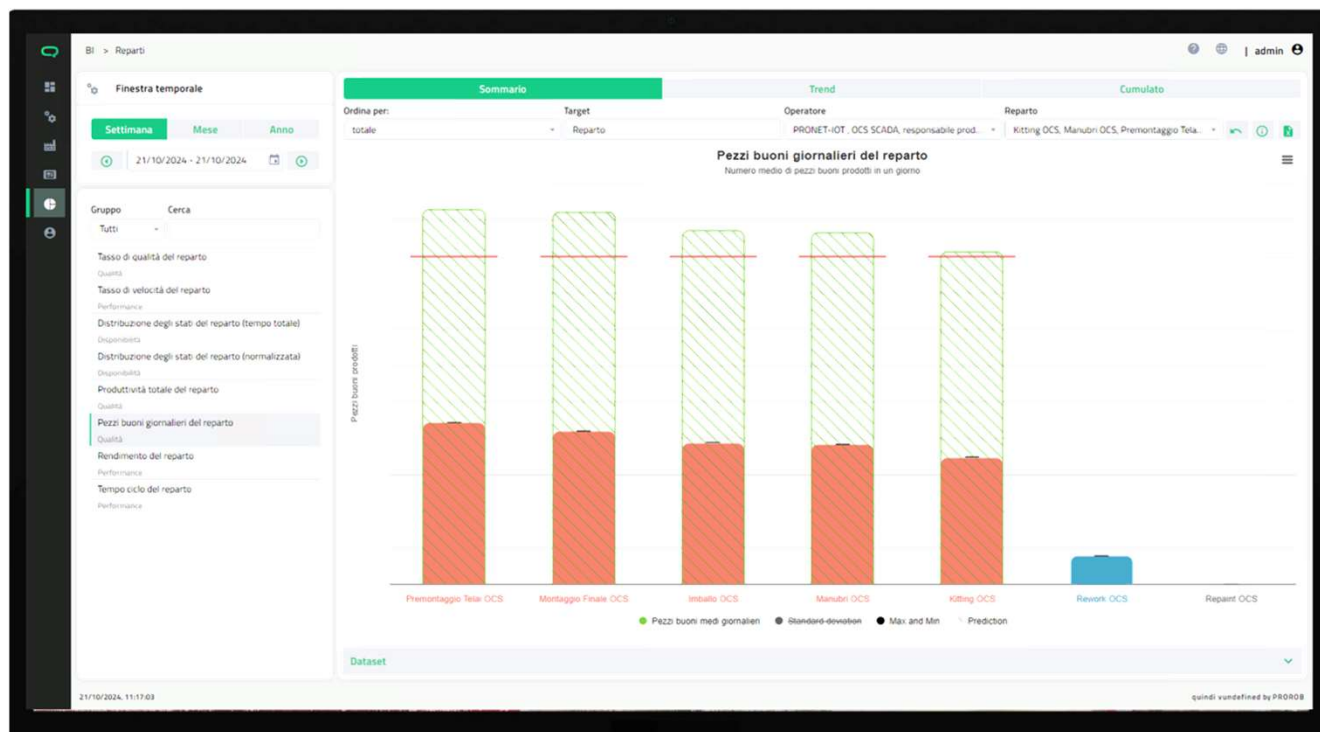 BI > Reparti
| admin
Finestra temporale
Settimana Mese Anno
21/10/2024 - 21/10/2024
Gruppo Cerca
Tutti
Tasso di qualità del reparto
Qualità
Tasso di velocità del reparto
Performance
Distribuzione degli stati del reparto (tempo totale)
Disponibilità
Distribuzione degli stati del reparto (normalizzata)
Disponibilità
Produttività totale del reparto
Qualità
Pezzi buoni giornalieri del reparto
Qualità
Rendimento del reparto
Performance
Tempo ciclo del reparto
Performance
Sommario Trend Cumulato
Ordina per: Target Operatore Reparto
totale Reparto PRONET-IOT , OCS SCADA, responsabile prod.. Kitting OCS, Manubri OCS, Premontaggio Tela..
Pezzi buoni giornalieri del reparto
Numero medio di pezzi buoni prodotti in un giorno
Pezzi buoni prodotti
Premontaggio Telai OCS Montaggio Finale OCS Imballo OCS Manubri OCS Kitting OCS Rework OCS Repaint OCS
Pezzi buoni medi giornalieri Standard deviation Max and Min Prediction
Dataset
21/10/2024, 11:17:03
quindi vundefined by PROROB